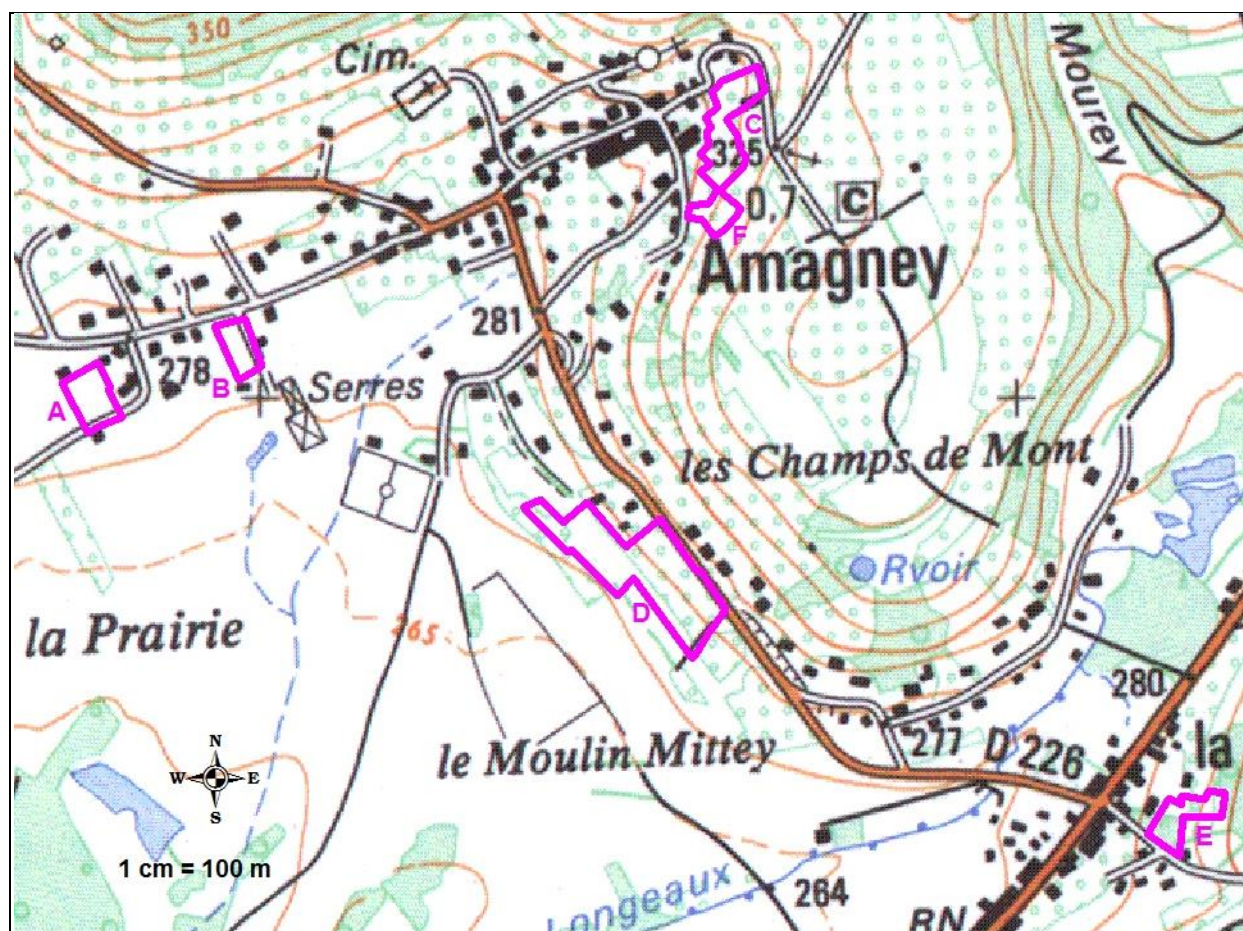 350
Cim.
Mourey
C
325
0,7
C
F
Amagney
281
278
A
B
Serres
les Champs de Mont
Rvoir
D
la Prairie
265
280
le Moulin Mittey
277
D 226
la
N
W
E
S
E
1 cm = 100 m
264
Longeaux
RN